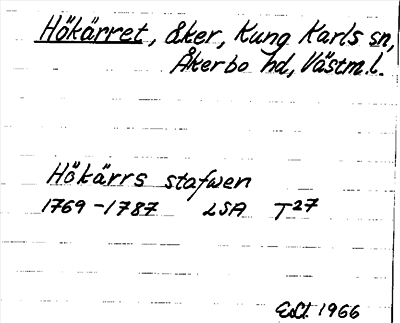 Hökärret, åker, Kung Karls sn,
Åkerbo hd, Västm.l.
Hökärrs stafwen
1769-1787 LSA T27
1966